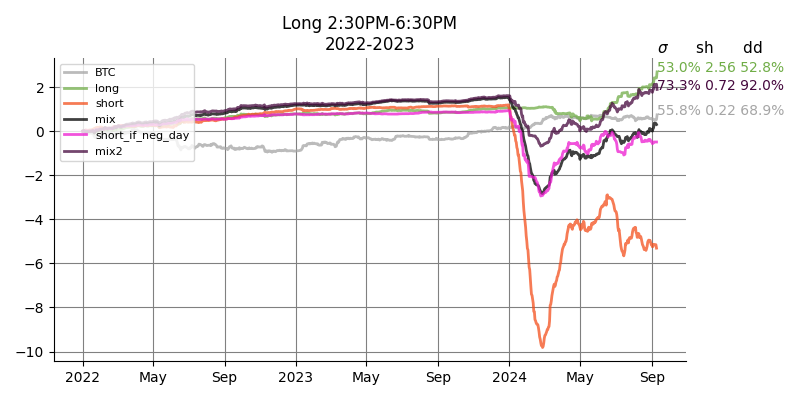 Long 2:30PM-6:30PM
2022-2023
σ sh dd
53.0% 2.56 52.8%
73.3% 0.72 92.0%
55.8% 0.22 68.9%
BTC
long
short
mix
short_if_neg_day
mix2
2
0
−2
−4
−6
−8
−10
2022 May Sep 2023 May Sep 2024 May Sep